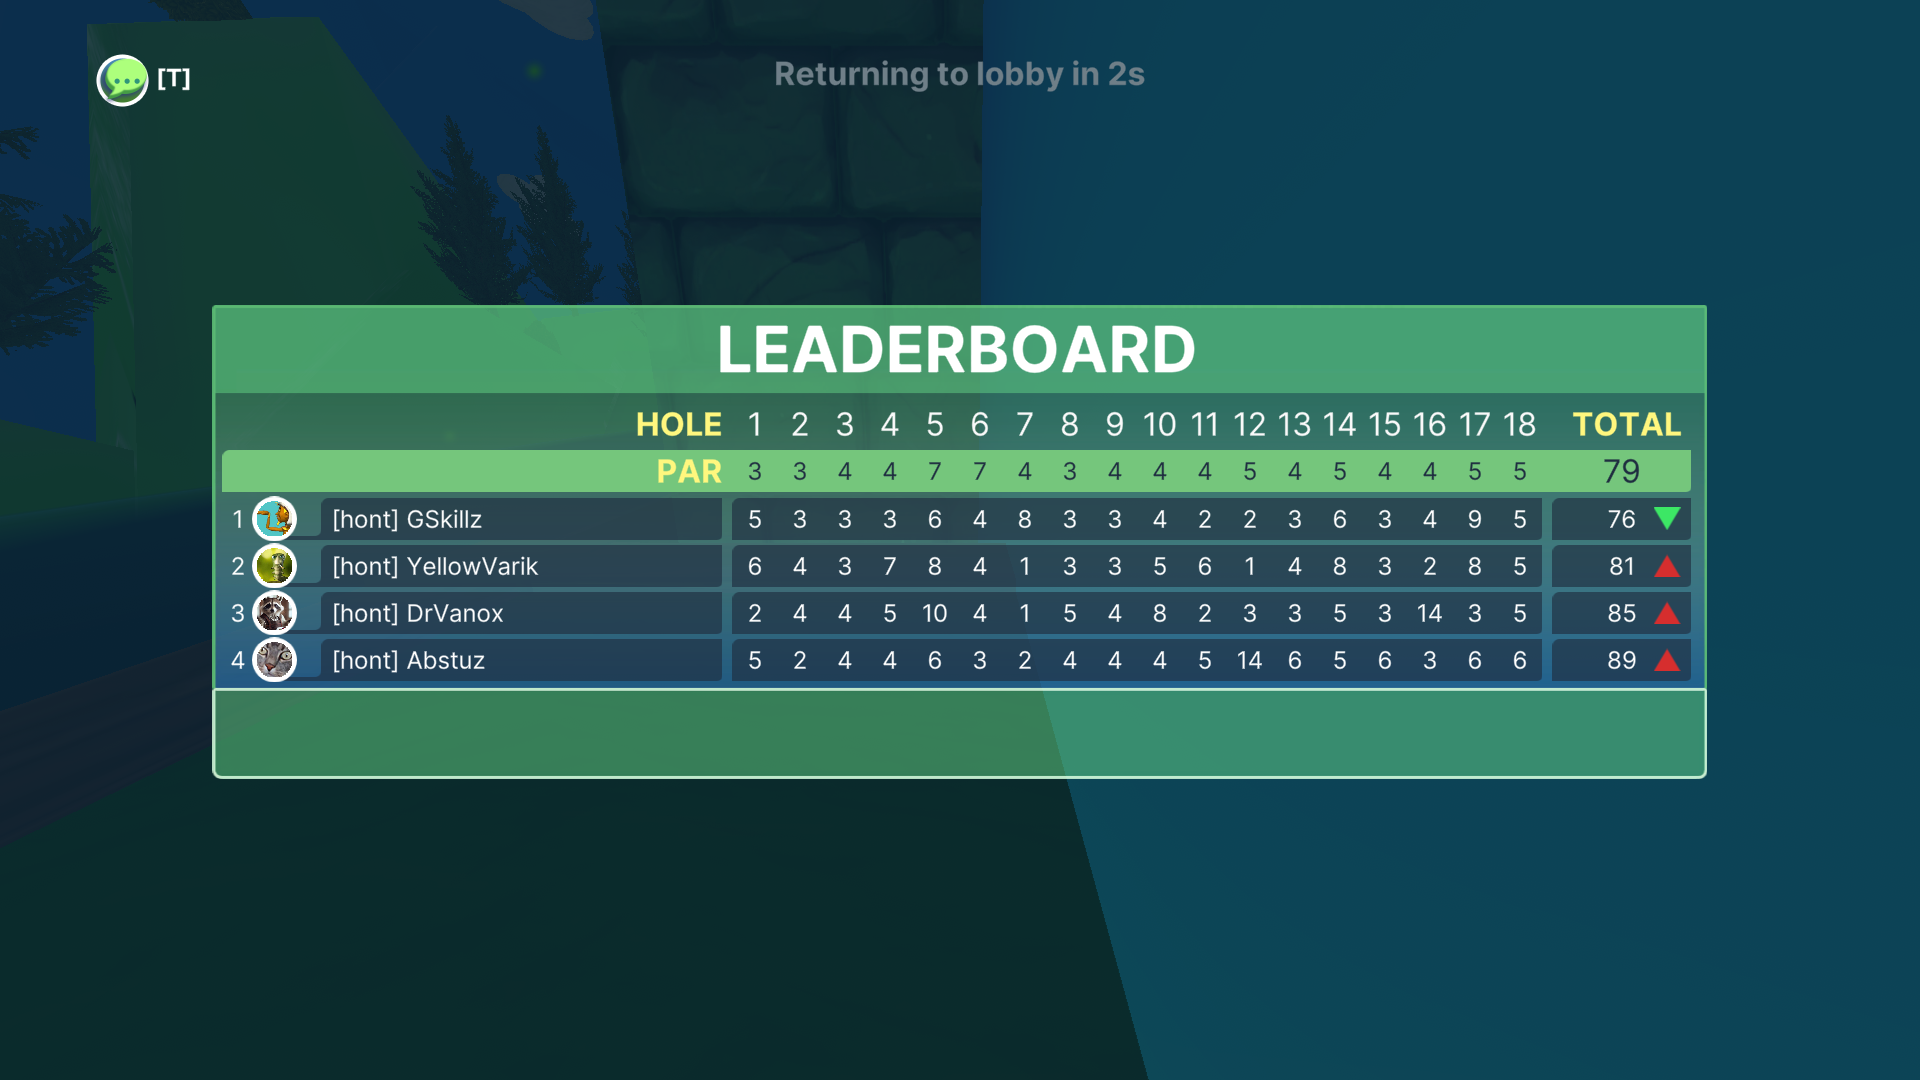 [T]
Returning to lobby in 2s
LEADERBOARD
HOLE 1 2 3 4 5 6 7 8 9 10 11 12 13 14 15 16 17 18 TOTAL
PAR 3 3 4 4 7 7 4 3 4 4 4 5 4 5 4 4 5 5 79
1 [hont] GSkillz 5 3 3 3 6 4 8 3 3 4 2 2 3 6 3 4 9 5 76
2 [hont] YellowVarik 6 4 3 7 8 4 1 3 3 5 6 1 4 8 3 2 8 5 81
3 [hont] DrVanox 2 4 4 5 10 4 1 5 4 8 2 3 3 5 3 14 3 5 85
4 [hont] Abstuz 5 2 4 4 6 3 2 4 4 4 5 14 6 5 6 3 6 6 89